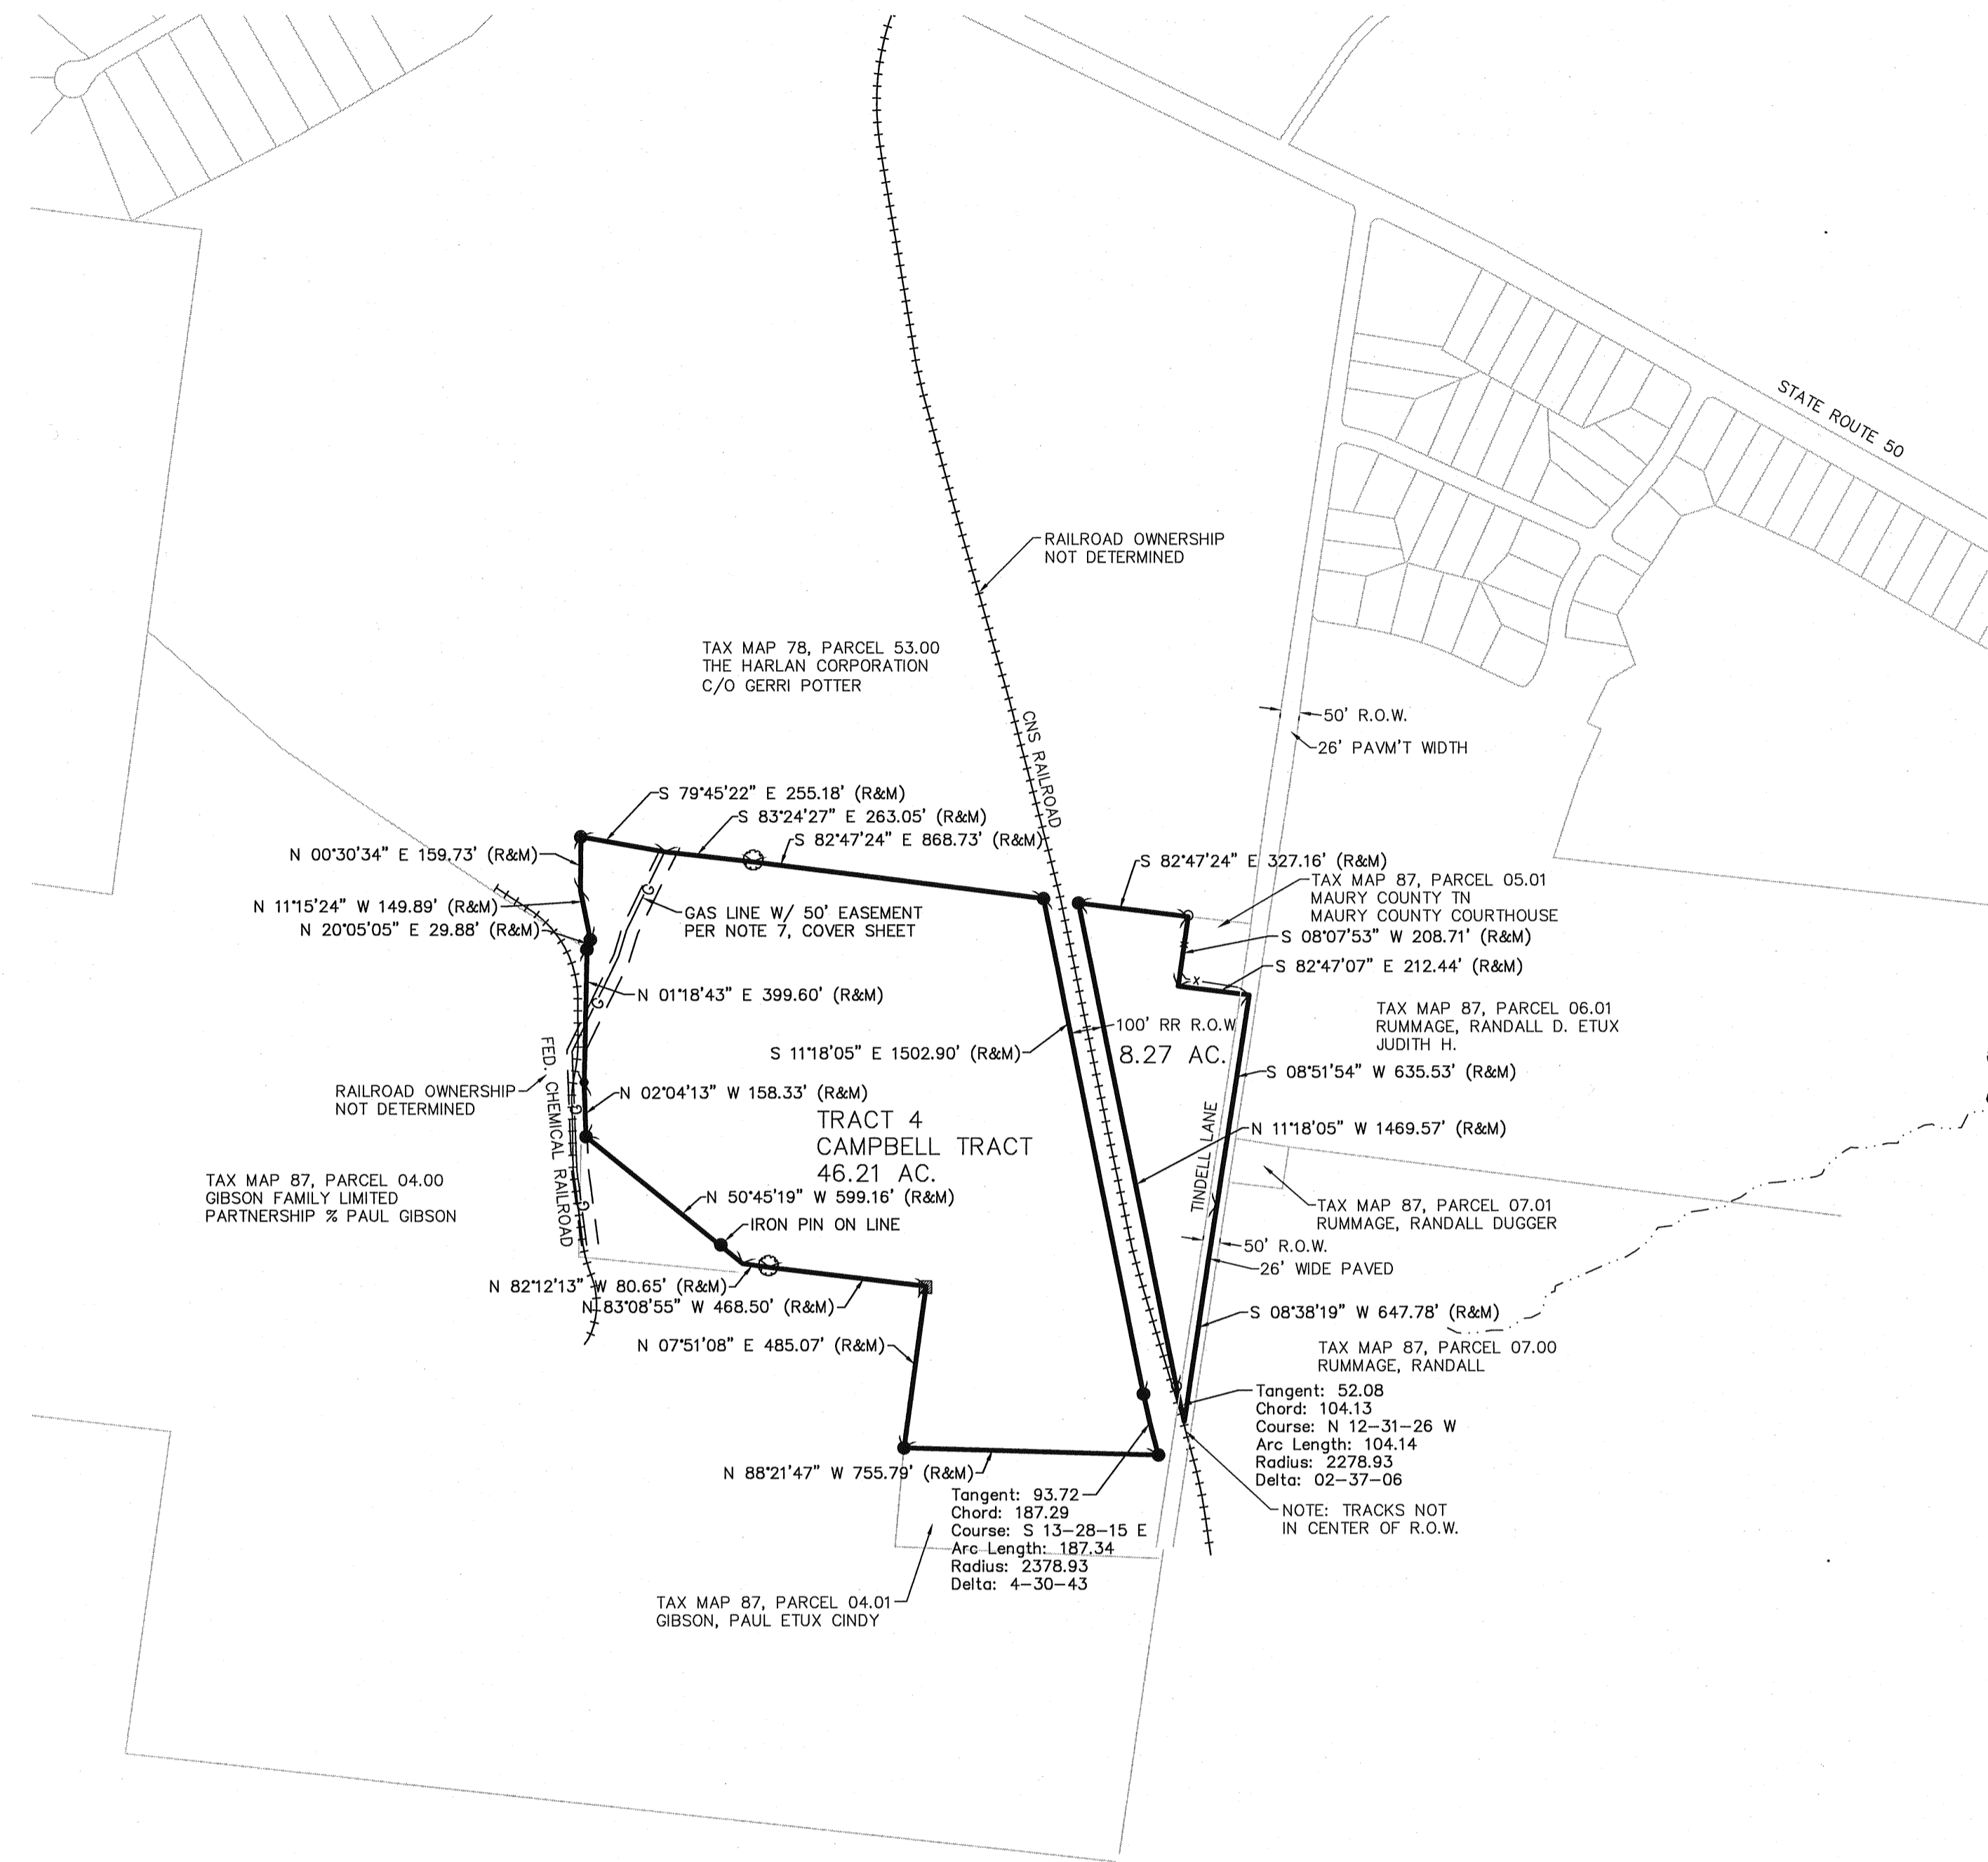 STATE ROUTE 50
RAILROAD OWNERSHIP
NOT DETERMINED
TAX MAP 78, PARCEL 53.00
THE HARLAN CORPORATION
C/O GERRI POTTER
CNS RAILROAD
50' R.O.W.
26' PAVM'T WIDTH
S 79°45'22" E 255.18' (R&M)
S 83°24'27" E 263.05' (R&M)
S 82°47'24" E 868.73' (R&M)
N 00°30'34" E 159.73' (R&M)
S 82°47'24" E 327.16' (R&M)
TAX MAP 87, PARCEL 05.01
MAURY COUNTY TN
MAURY COUNTY COURTHOUSE
N 11°15'24" W 149.89' (R&M)
N 20°05'05" E 29.88' (R&M)
G
GAS LINE W/ 50' EASEMENT
PER NOTE 7, COVER SHEET
S 08°07'53" W 208.71' (R&M)
S 82°47'07" E 212.44' (R&M)
x
G
N 01°18'43" E 399.60' (R&M)
TAX MAP 87, PARCEL 06.01
RUMMAGE, RANDALL D. ETUX
JUDITH H.
100' RR R.O.W
8.27 AC.
S 11°18'05" E 1502.90' (R&M)
S 08°51'54" W 635.53' (R&M)
FED. CHEMICAL RAILROAD
RAILROAD OWNERSHIP
NOT DETERMINED
N 02°04'13" W 158.33' (R&M)
G
TRACT 4
CAMPBELL TRACT
46.21 AC.
N 11°18'05" W 1469.57' (R&M)
TINDELL LANE
TAX MAP 87, PARCEL 04.00
GIBSON FAMILY LIMITED
PARTNERSHIP % PAUL GIBSON
N 50°45'19" W 599.16' (R&M)
G
IRON PIN ON LINE
TAX MAP 87, PARCEL 07.01
RUMMAGE, RANDALL DUGGER
50' R.O.W.
26' WIDE PAVED
N 82°12'13" W 80.65' (R&M)
N 83°08'55" W 468.50' (R&M)
S 08°38'19" W 647.78' (R&M)
N 07°51'08" E 485.07' (R&M)
TAX MAP 87, PARCEL 07.00
RUMMAGE, RANDALL
Tangent: 52.08
Chord: 104.13
Course: N 12-31-26 W
Arc Length: 104.14
Radius: 2278.93
Delta: 02-37-06
N 88°21'47" W 755.79' (R&M)
Tangent: 93.72
Chord: 187.29
Course: S 13-28-15 E
Arc Length: 187.34
Radius: 2378.93
Delta: 4-30-43
NOTE: TRACKS NOT
IN CENTER OF R.O.W.
TAX MAP 87, PARCEL 04.01
GIBSON, PAUL ETUX CINDY